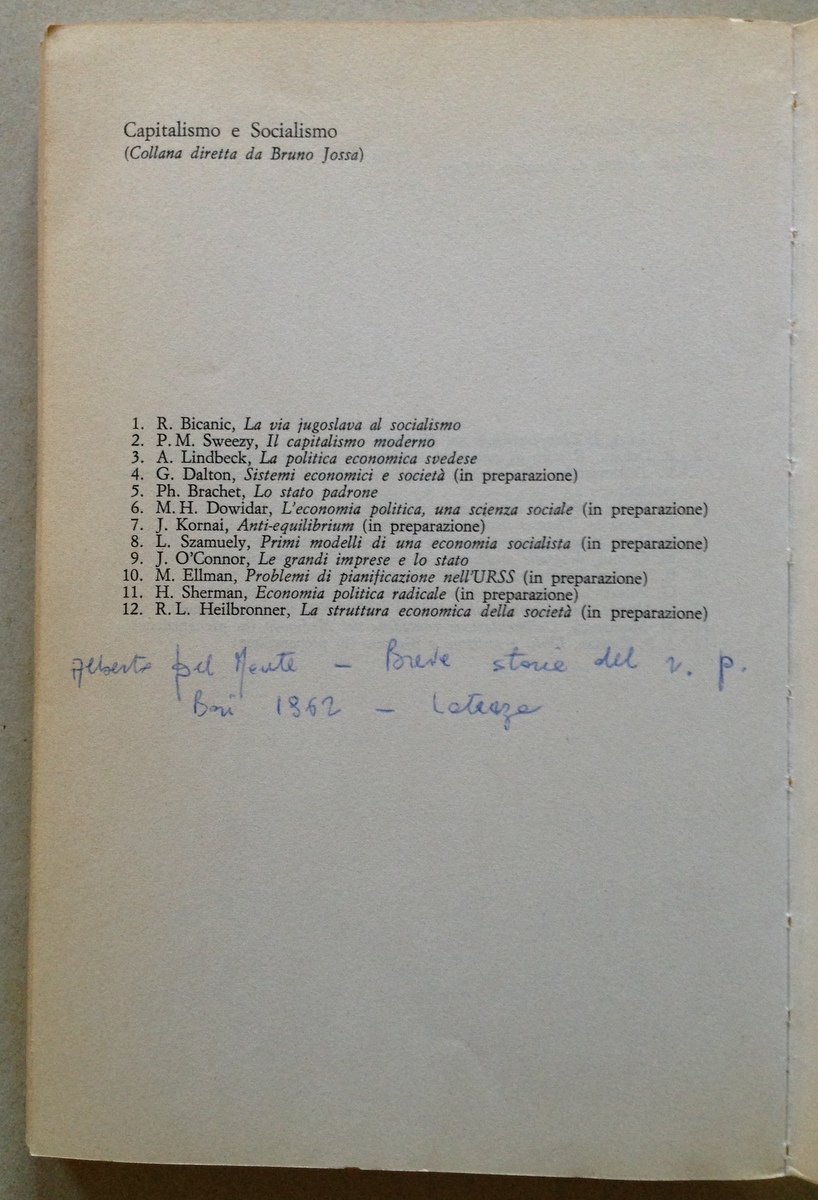 Capitalismo e Socialismo
(Collana diretta da Bruno Jossa)
1. R. Bicanic, La via jugoslava al socialismo
2. P. M. Sweezy, Il capitalismo moderno
3. A. Lindbeck, La politica economica svedese
4. G. Dalton, Sistemi economici e società (in preparazione)
5. Ph. Brachet, Lo stato padrone
6. M. H. Dowidar, L'economia politica, una scienza sociale (in preparazione)
7. J. Kornai, Anti-equilibrium (in preparazione)
8. L. Szamuely, Primi modelli di una economia socialista (in preparazione)
9. J. O'Connor, Le grandi imprese e lo stato
10. M. Ellman, Problemi di pianificazione nell'URSS (in preparazione)
11. H. Sherman, Economia politica radicale (in preparazione)
12. R. L. Heilbronner, La struttura economica della società (in preparazione)
Alberto Del Monte - Breve storia del r. p.
Bari 1962 - Laterza